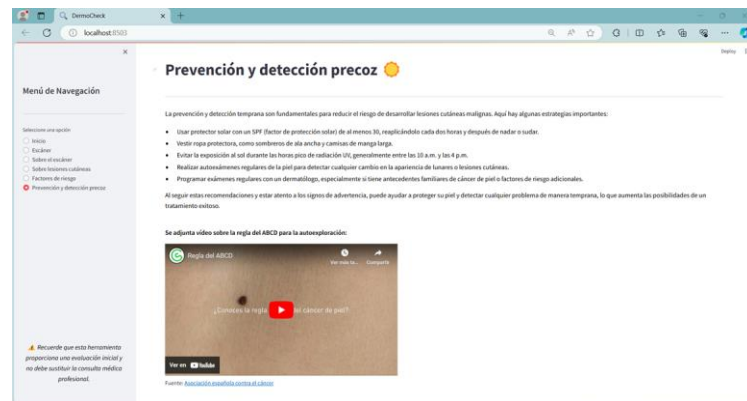 DermoCheck
localhost:8503
Deploy
Menú de Navegación
Seleccione una opción
Inicio
Escáner
Sobre el escáner
Sobre lesiones cutáneas
Factores de riesgo
Prevención y detección precoz
⚠️ Recuerde que esta herramienta
proporciona una evaluación inicial y
no debe sustituir la consulta médica
profesional.
Prevención y detección precoz
La prevención y detección temprana son fundamentales para reducir el riesgo de desarrollar lesiones cutáneas malignas. Aquí hay algunas estrategias importantes:
• Usar protector solar con un SPF (factor de protección solar) de al menos 30, reaplicándolo cada dos horas y después de nadar o sudar.
• Vestir ropa protectora, como sombreros de ala ancha y camisas de manga larga.
• Evitar la exposición al sol durante las horas pico de radiación UV, generalmente entre las 10 a.m. y las 4 p.m.
• Realizar autoexámenes regulares de la piel para detectar cualquier cambio en la apariencia de lunares o lesiones cutáneas.
• Programar exámenes regulares con un dermatólogo, especialmente si tiene antecedentes familiares de cáncer de piel o factores de riesgo adicionales.
Al seguir estas recomendaciones y estar atento a los signos de advertencia, puede ayudar a proteger su piel y detectar cualquier problema de manera temprana, lo que aumenta las posibilidades de un
tratamiento exitoso.
Se adjunta vídeo sobre la regla del ABCD para la autoexploración:
Regla del ABCD
Ver más ta...
Compartir
¿Conoces la regla del cáncer de piel?
Ver en YouTube
Fuente: Asociación española contra el cáncer